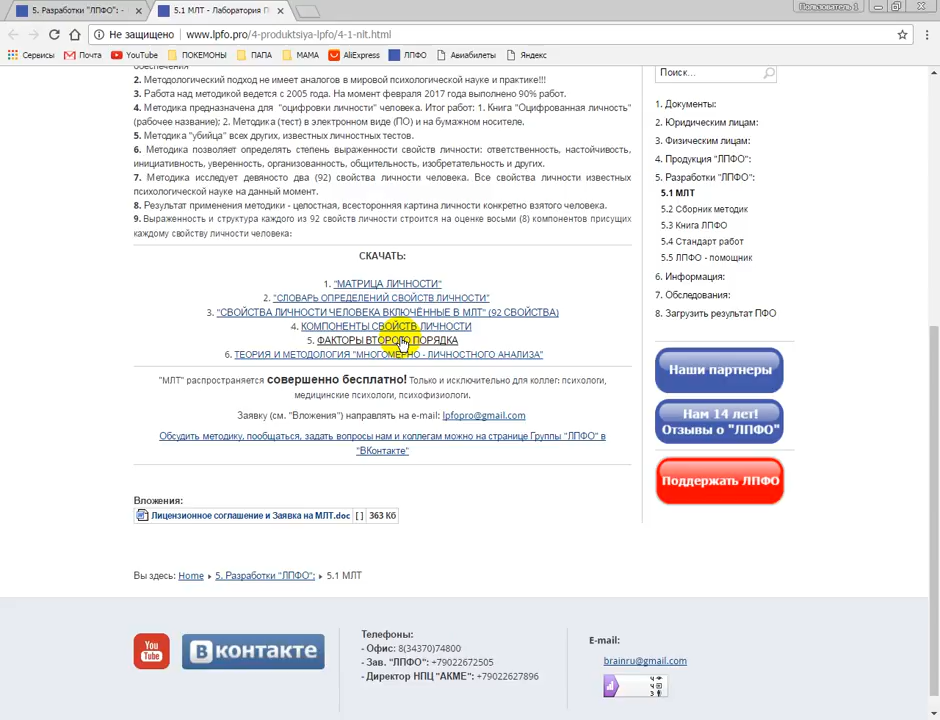 5. Разработки "ЛПФО": -
5.1 МЛТ - Лаборатория П
Пользователь 1
Не защищено
www.lpfo.pro/4-produktsiya-lpfo/4-1-nlt.html
Сервисы
Почта
YouTube
ПОКЕМОНЫ
ПАПА
МАМА
AliExpress
ЛПФО
Авиабилеты
Яндекс
обеспечения
2. Методологический подход не имеет аналогов в мировой психологической науке и практике!!!
3. Работа над методикой ведется с 2005 года. На момент февраля 2017 года выполнено 90% работ.
4. Методика предназначена для "оцифровки личности" человека. Итог работ: 1. Книга "Оцифрованная личность"
(рабочее название); 2. Методика (тест) в электронном виде (ПО) и на бумажном носителе.
5. Методика "убийца" всех других, известных личностных тестов.
6. Методика позволяет определять степень выраженности свойств личности: ответственность, настойчивость,
инициативность, уверенность, организованность, общительность, изобретательность и других.
7. Методика исследует девяносто два (92) свойства личности человека. Все свойства личности известных
психологической науке на данный момент.
8. Результат применения методики - целостная, всесторонняя картина личности конкретно взятого человека.
9. Выраженность и структура каждого из 92 свойств личности строится на оценке восьми (8) компонентов присущих
каждому свойству личности человека:
СКАЧАТЬ:
1. "МАТРИЦА ЛИЧНОСТИ"
2. "СЛОВАРЬ ОПРЕДЕЛЕНИЙ СВОЙСТВ ЛИЧНОСТИ"
3. "СВОЙСТВА ЛИЧНОСТИ ЧЕЛОВЕКА ВКЛЮЧЁННЫЕ В МЛТ" (92 СВОЙСТВА)
4. КОМПОНЕНТЫ СВОЙСТВ ЛИЧНОСТИ
5. ФАКТОРЫ ВТОРОГО ПОРЯДКА
6. ТЕОРИЯ И МЕТОДОЛОГИЯ "МНОГОМЕРНО - ЛИЧНОСТНОГО АНАЛИЗА"
"МЛТ" распространяется совершенно бесплатно! Только и исключительно для коллег: психологи,
медицинские психологи, психофизиологи.
Заявку (см. "Вложения") направлять на e-mail: lpfopro@gmail.com
Обсудить методику, пообщаться, задать вопросы нам и коллегам можно на странице Группы "ЛПФО" в
"ВКонтакте"
Вложения:
Лицензионное соглашение и Заявка на МЛТ.doc [ ] 363 Кб
Вы здесь: Home 5. Разработки "ЛПФО": 5.1 МЛТ
Поиск...
1. Документы:
2. Юридическим лицам:
3. Физическим лицам:
4. Продукция "ЛПФО":
5. Разработки "ЛПФО":
5.1 МЛТ
5.2 Сборник методик
5.3 Книга ЛПФО
5.4 Стандарт работ
5.5 ЛПФО - помощник
6. Информация:
7. Обследования:
8. Загрузить результат ПФО
Наши партнеры
Нам 14 лет!
Отзывы о "ЛПФО"
Поддержать ЛПФО
You
Tube
В контакте
Телефоны:
- Офис: 8(34370)74800
- Зав. "ЛПФО": +79022672505
- Директор НПЦ "АКМЕ": +79022627896
E-mail:
brainru@gmail.com